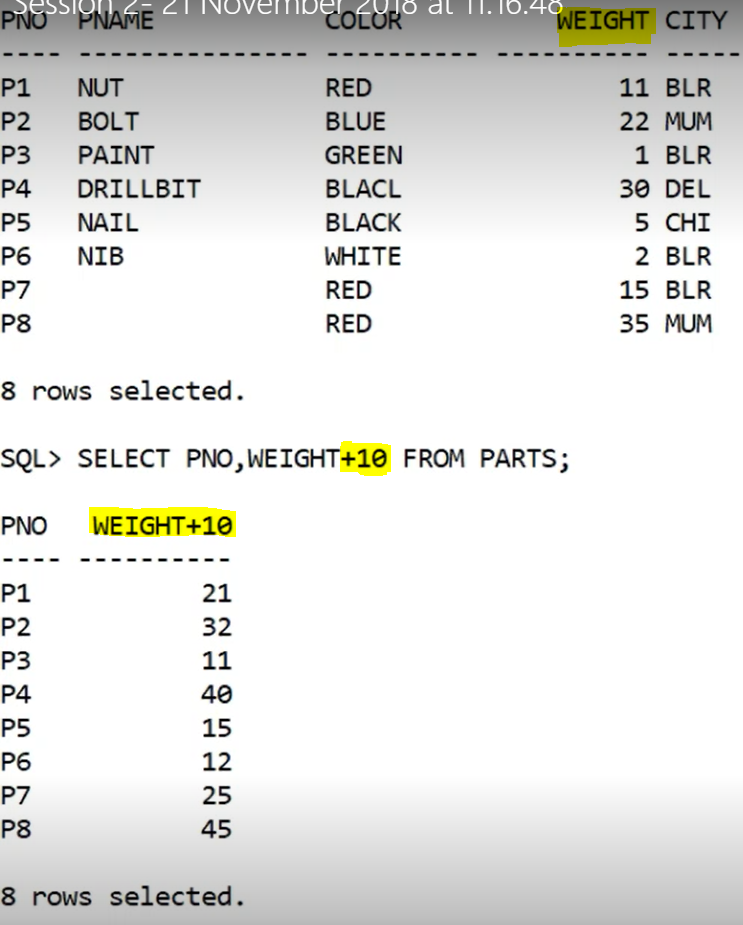 Session 2- 21 November 2018 at 11.16.48
PNO PNAME COLOR WEIGHT CITY
---- --------------- ---------- ---------- -----
P1 NUT RED 11 BLR
P2 BOLT BLUE 22 MUM
P3 PAINT GREEN 1 BLR
P4 DRILLBIT BLACL 30 DEL
P5 NAIL BLACK 5 CHI
P6 NIB WHITE 2 BLR
P7 RED 15 BLR
P8 RED 35 MUM
8 rows selected.
SQL> SELECT PNO,WEIGHT+10 FROM PARTS;
PNO WEIGHT+10
---- ----------
P1 21
P2 32
P3 11
P4 40
P5 15
P6 12
P7 25
P8 45
8 rows selected.